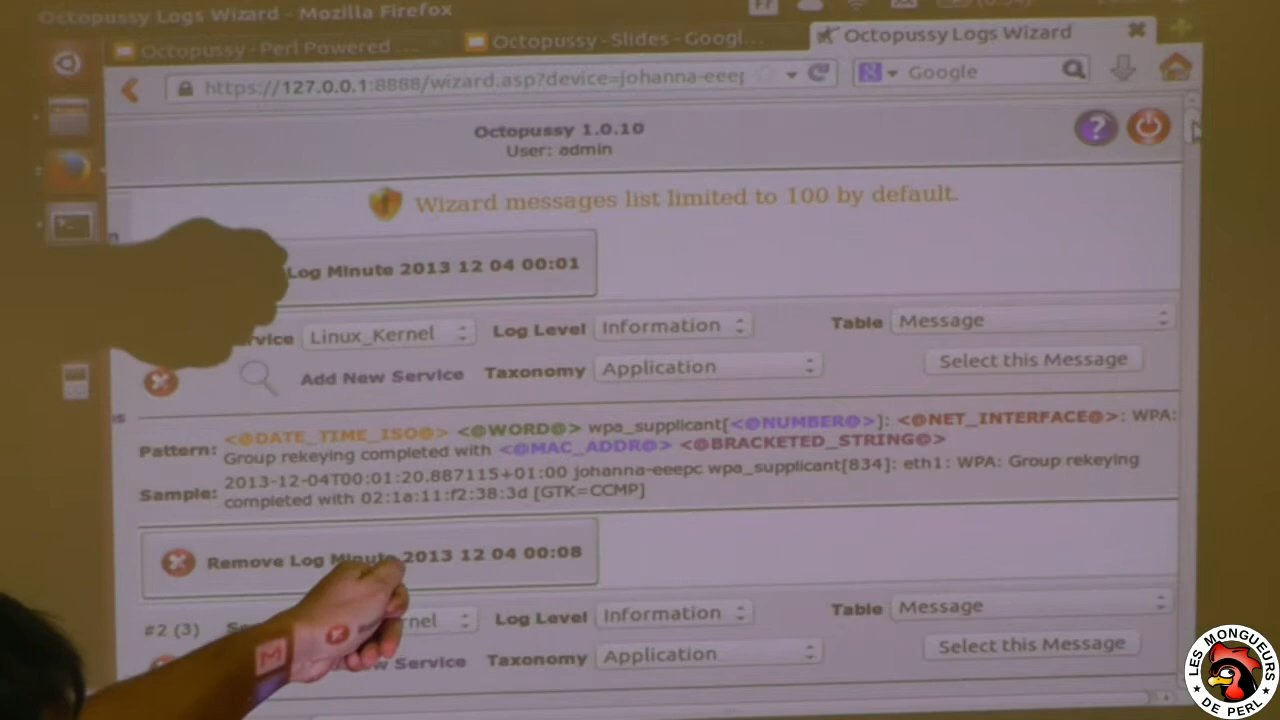 Octopussy Logs Wizard - Mozilla Firefox
Octopussy - Perl Powered ...
Octopussy - Slides - Googl...
Octopussy Logs Wizard
https://127.0.0.1:8888/wizard.asp?device=johanna-eeep
Google
Octopussy 1.0.10
User: admin
Wizard messages list limited to 100 by default.
Log Minute 2013 12 04 00:01
rvice Linux_Kernel Log Level Information Table Message
Add New Service Taxonomy Application Select this Message
Pattern: <@DATE_TIME_ISO@> <@WORD@> wpa_supplicant[<@NUMBER@>]: <@NET_INTERFACE@>: WPA:
Group rekeying completed with <@MAC_ADDR@> <@BRACKETED_STRING@>
Sample: 2013-12-04T00:01:20.887115+01:00 johanna-eeepc wpa_supplicant[834]: eth1: WPA: Group rekeying
completed with 02:1a:11:f2:38:3d [GTK=CCMP]
Remove Log Minute 2013 12 04 00:08
#2 (3) Se rnel Log Level Information Table Message
w Service Taxonomy Application Select this Message
LES MONGUEURS
DE PERL